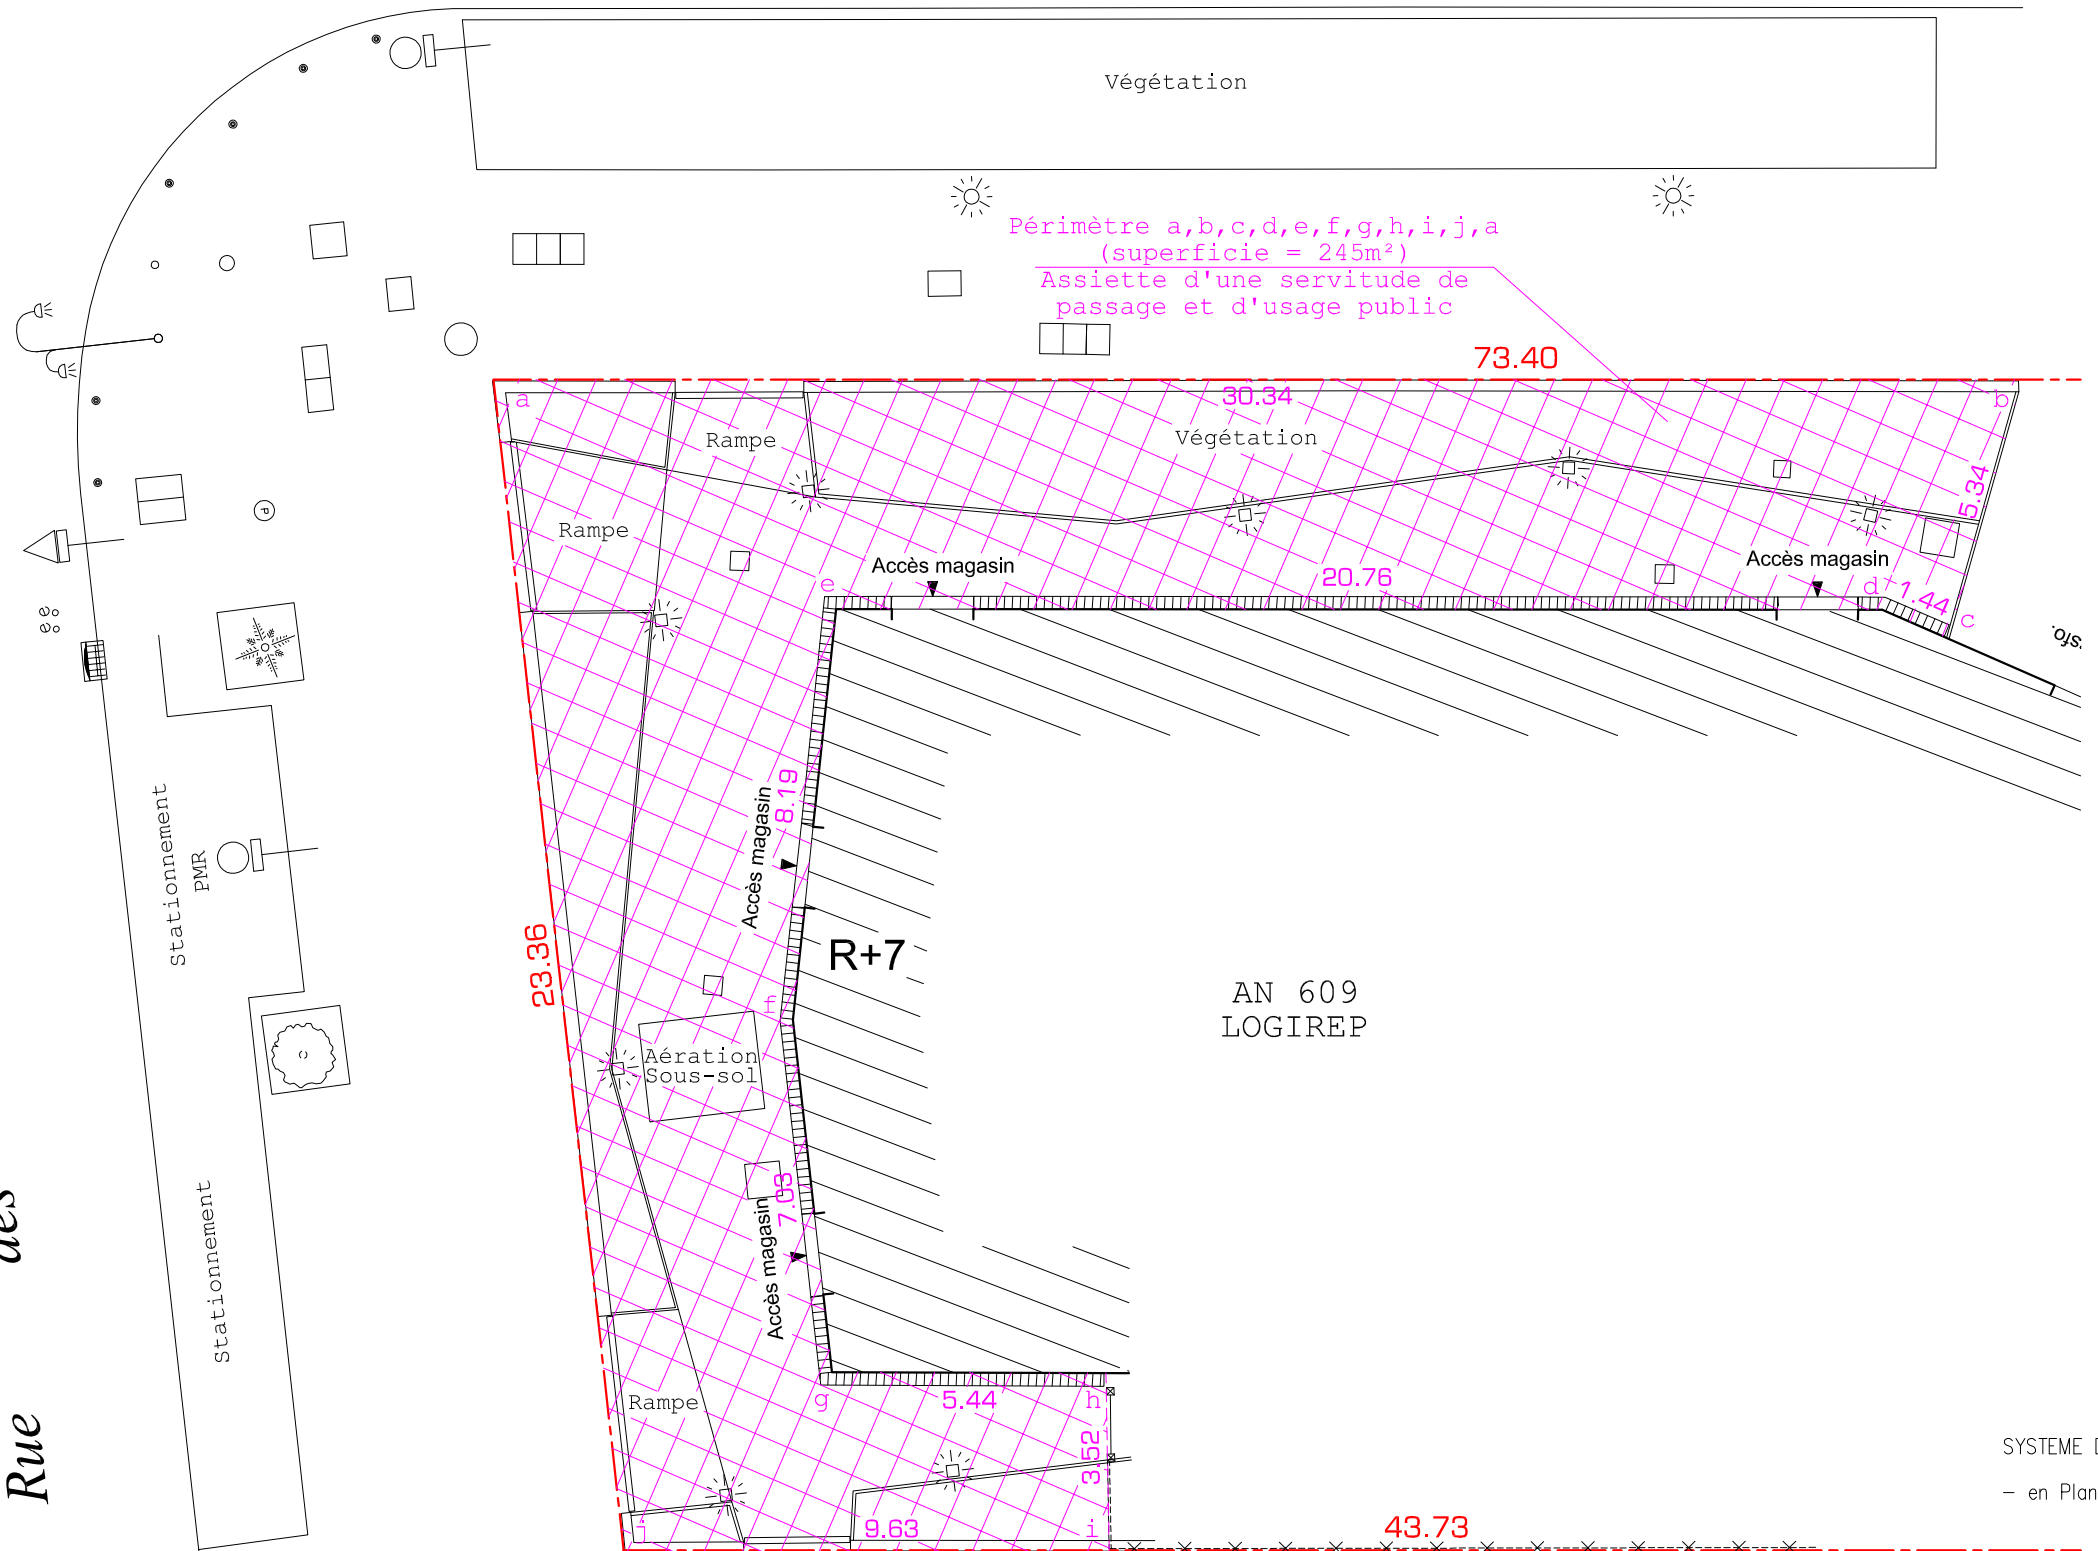 Végétation
Périmètre a,b,c,d,e,f,g,h,i,j,a
(superficie = 245m²)
Assiette d'une servitude de
passage et d'usage public
73.40
a
30.34
b
Rampe
Végétation
5.34
P
Rampe
Accès magasin
Accès magasin
20.76
e
d
1.44
c
e
e
Stationnement
PMR
8.19
Accès magasin
23.36
R+7
f
AN 609
LOGIREP
Aération
Sous-sol
Stationnement
7.03
Accès magasin
Rue
Rampe
g
5.44
h
3.52
SYSTEME
- en Plan
j
9.63
i
43.73